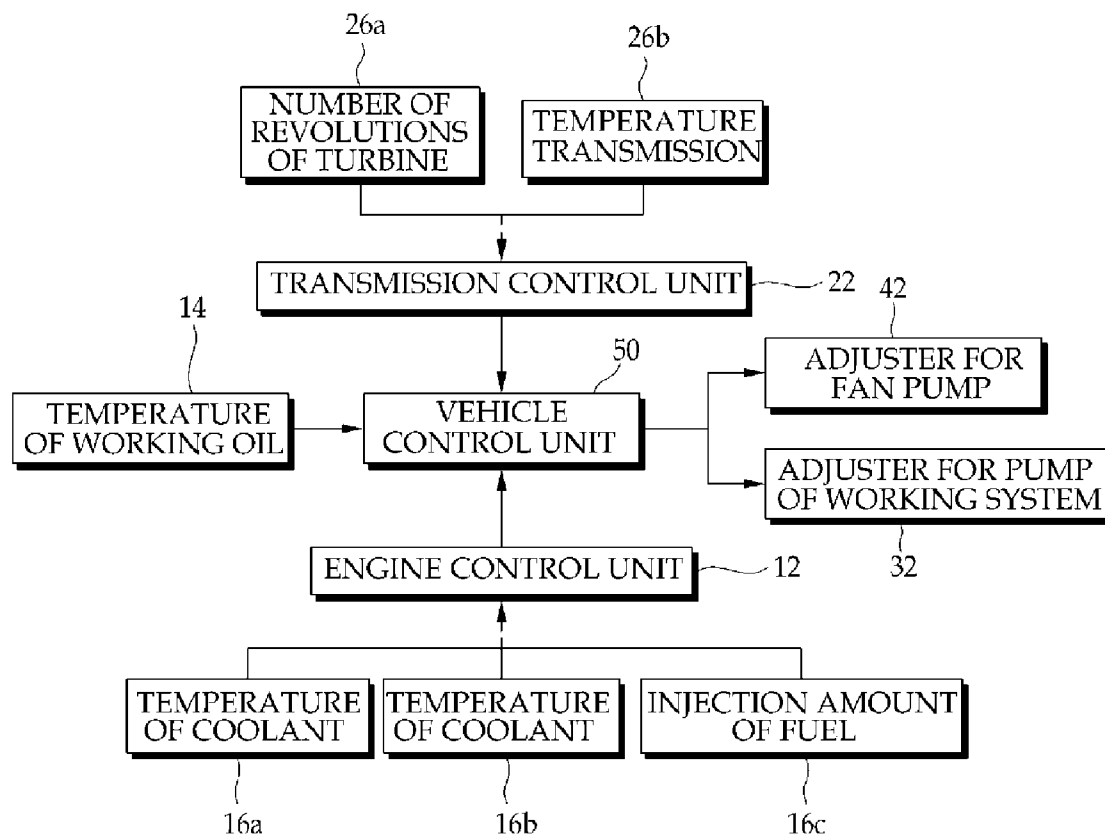 26a
26b
NUMBER OF
REVOLUTIONS
OF TURBINE
TEMPERATURE
TRANSMISSION
TRANSMISSION CONTROL UNIT
22
14
50
42
TEMPERATURE
OF WORKING OIL
VEHICLE
CONTROL UNIT
ADJUSTER FOR
FAN PUMP
ADJUSTER FOR PUMP
OF WORKING SYSTEM
32
ENGINE CONTROL UNIT
12
TEMPERATURE
OF COOLANT
TEMPERATURE
OF COOLANT
INJECTION AMOUNT
OF FUEL
16a
16b
16c